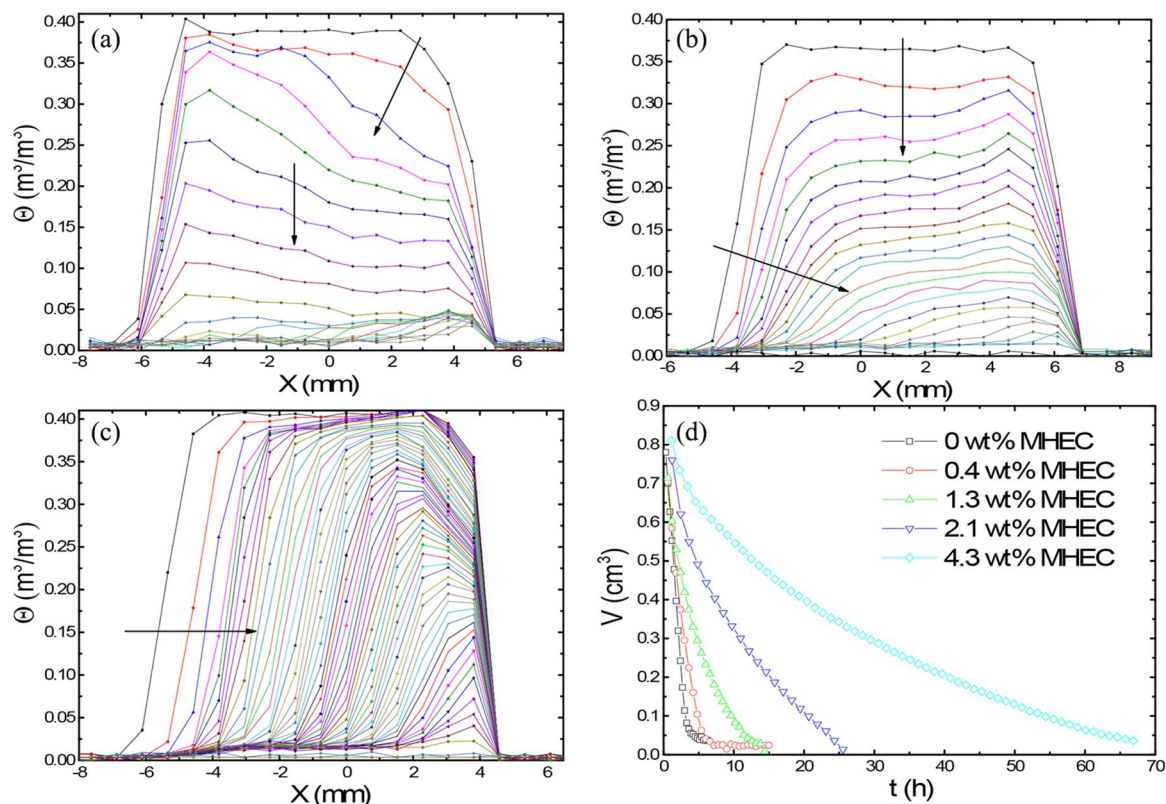 (a)
0.40
0.35
0.30
0.25
0.20
0.15
0.10
0.05
0.00
Θ (m³/m³)
-8 -6 -4 -2 0 2 4 6
X (mm)
(b)
0.40
0.35
0.30
0.25
0.20
0.15
0.10
0.05
0.00
Θ (m³/m³)
-6 -4 -2 0 2 4 6 8
X (mm)
(c)
0.40
0.35
0.30
0.25
0.20
0.15
0.10
0.05
0.00
Θ (m³/m³)
-8 -6 -4 -2 0 2 4 6
X (mm)
(d)
0.9
0.8
0.7
0.6
0.5
0.4
0.3
0.2
0.1
0.0
V (cm³)
0 wt% MHEC
0.4 wt% MHEC
1.3 wt% MHEC
2.1 wt% MHEC
4.3 wt% MHEC
0 10 20 30 40 50 60 70
t (h)